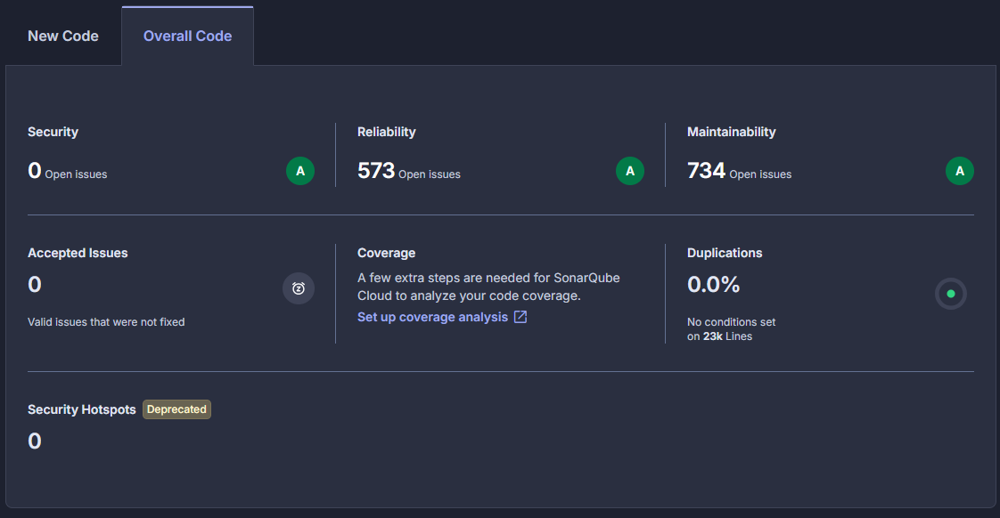 New Code
Overall Code
Security
0 Open issues
A
Reliability
573 Open issues
A
Maintainability
734 Open issues
A
Accepted Issues
0
Valid issues that were not fixed
Coverage
A few extra steps are needed for SonarQube
Cloud to analyze your code coverage.
Set up coverage analysis
Duplications
0.0%
No conditions set
on 23k Lines
Security Hotspots Deprecated
0